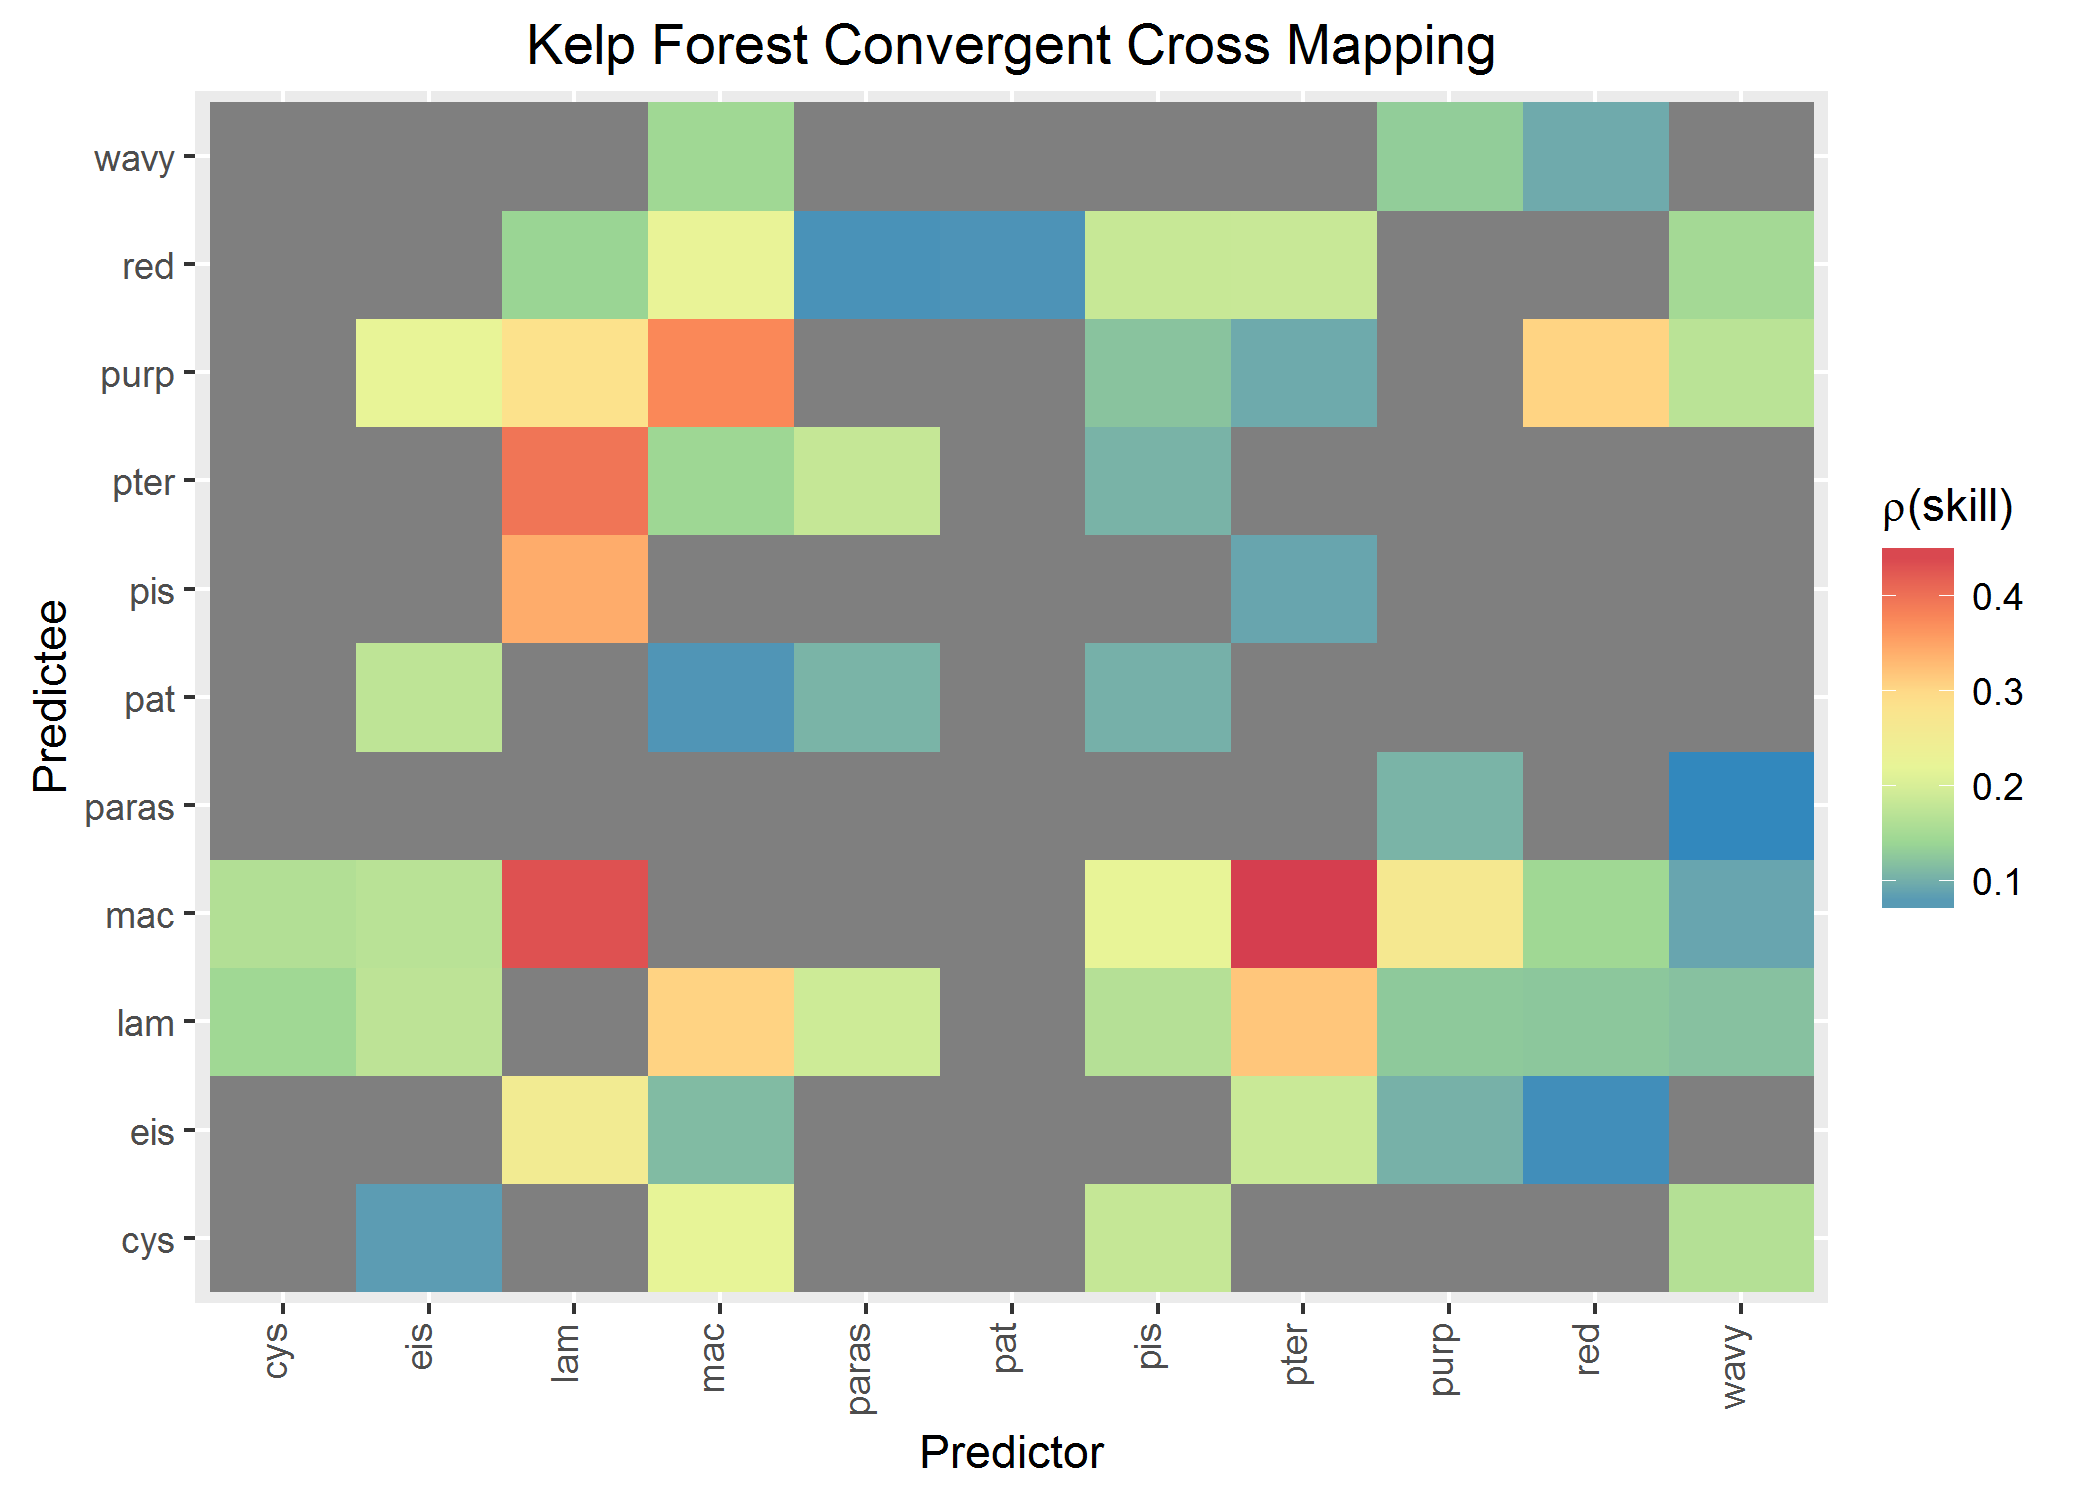 Kelp Forest Convergent Cross Mapping
Predictee
wavy
red
purp
pter
pis
pat
paras
mac
lam
eis
cys
cys
eis
lam
mac
paras
pat
pis
pter
purp
red
wavy
Predictor
ρ(skill)
0.4
0.3
0.2
0.1